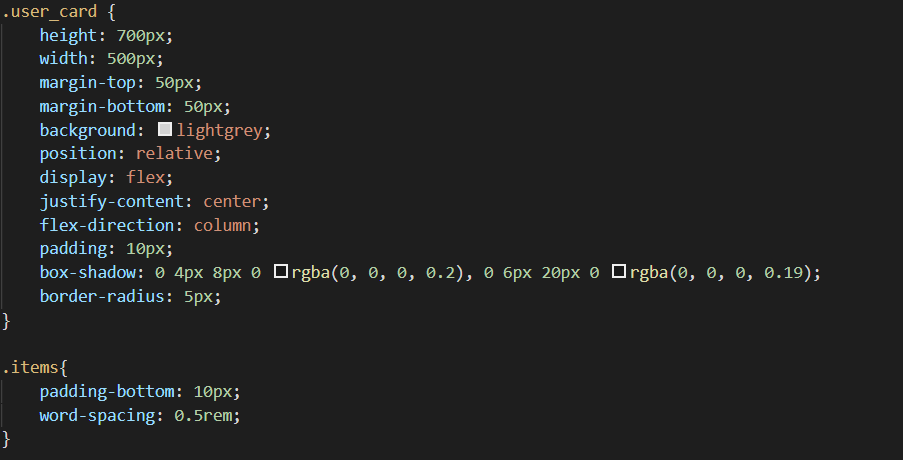 .user_card {
    height: 700px;
    width: 500px;
    margin-top: 50px;
    margin-bottom: 50px;
    background: lightgrey;
    position: relative;
    display: flex;
    justify-content: center;
    flex-direction: column;
    padding: 10px;
    box-shadow: 0 4px 8px 0 rgba(0, 0, 0, 0.2), 0 6px 20px 0 rgba(0, 0, 0, 0.19);
    border-radius: 5px;
}

.items{
    padding-bottom: 10px;
    word-spacing: 0.5rem;
}